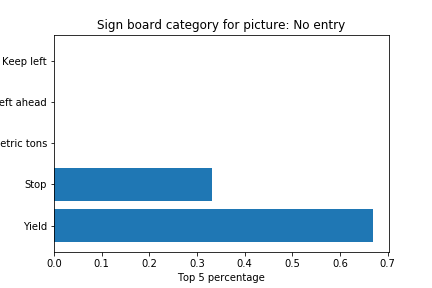 Sign board category for picture: No entry
Keep left
eft ahead
etric tons
Stop
Yield
0.0 0.1 0.2 0.3 0.4 0.5 0.6 0.7
Top 5 percentage